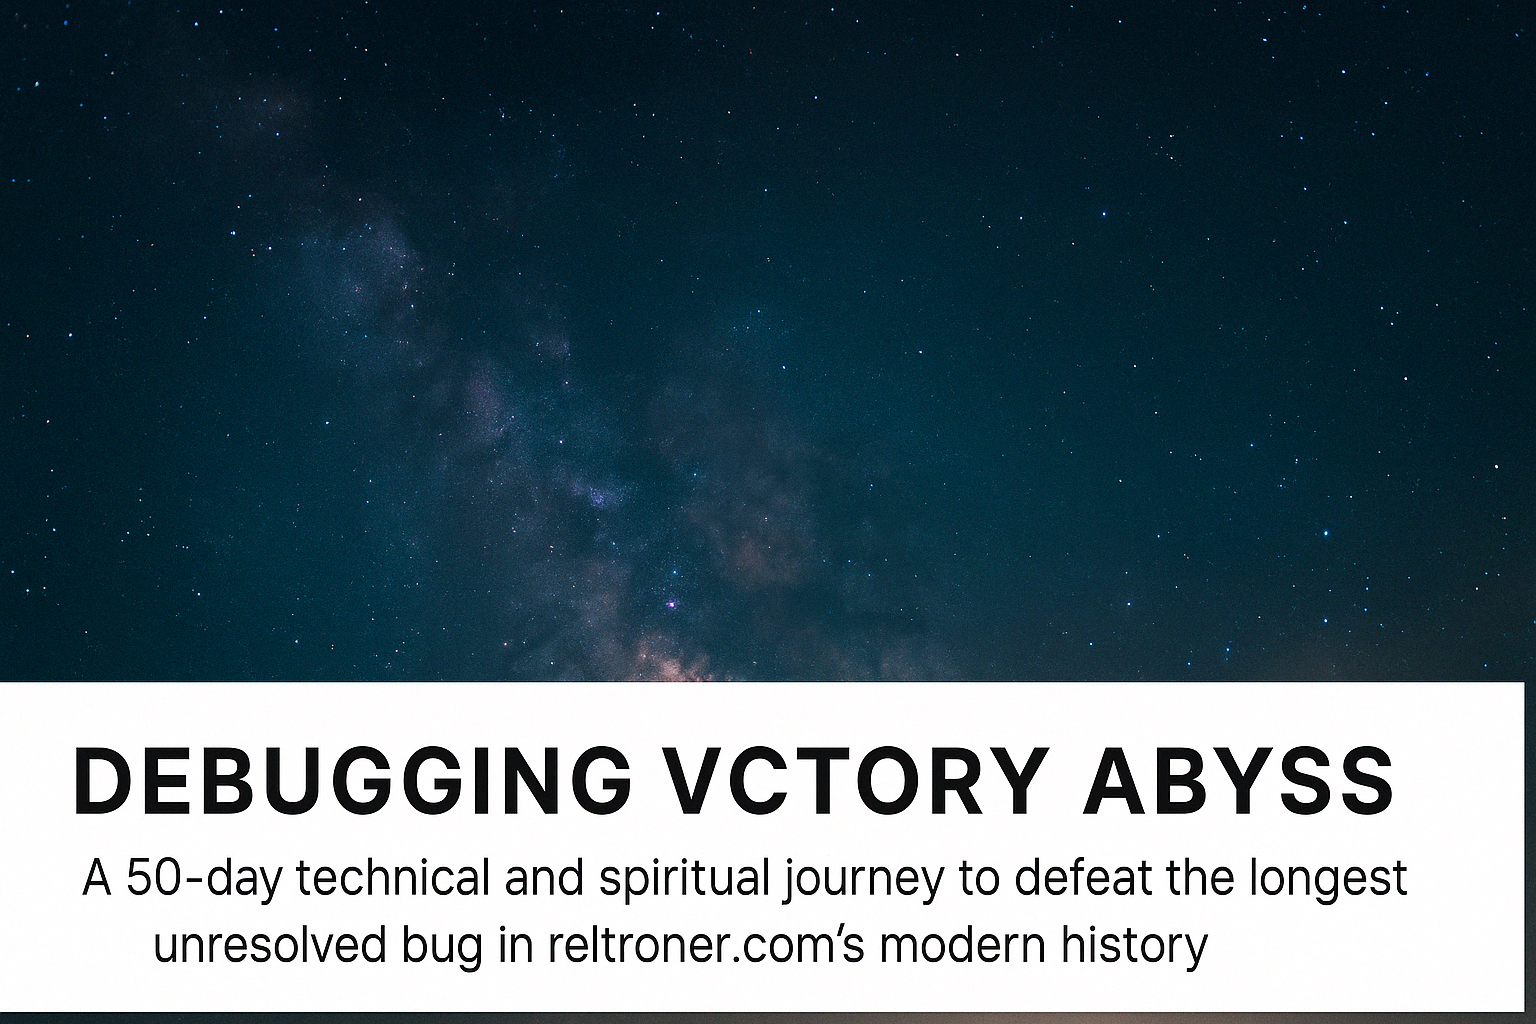 DEBUGGING VCTORY ABYSS
A 50-day technical and spiritual journey to defeat the longest
unresolved bug in reltroner.com’s modern history